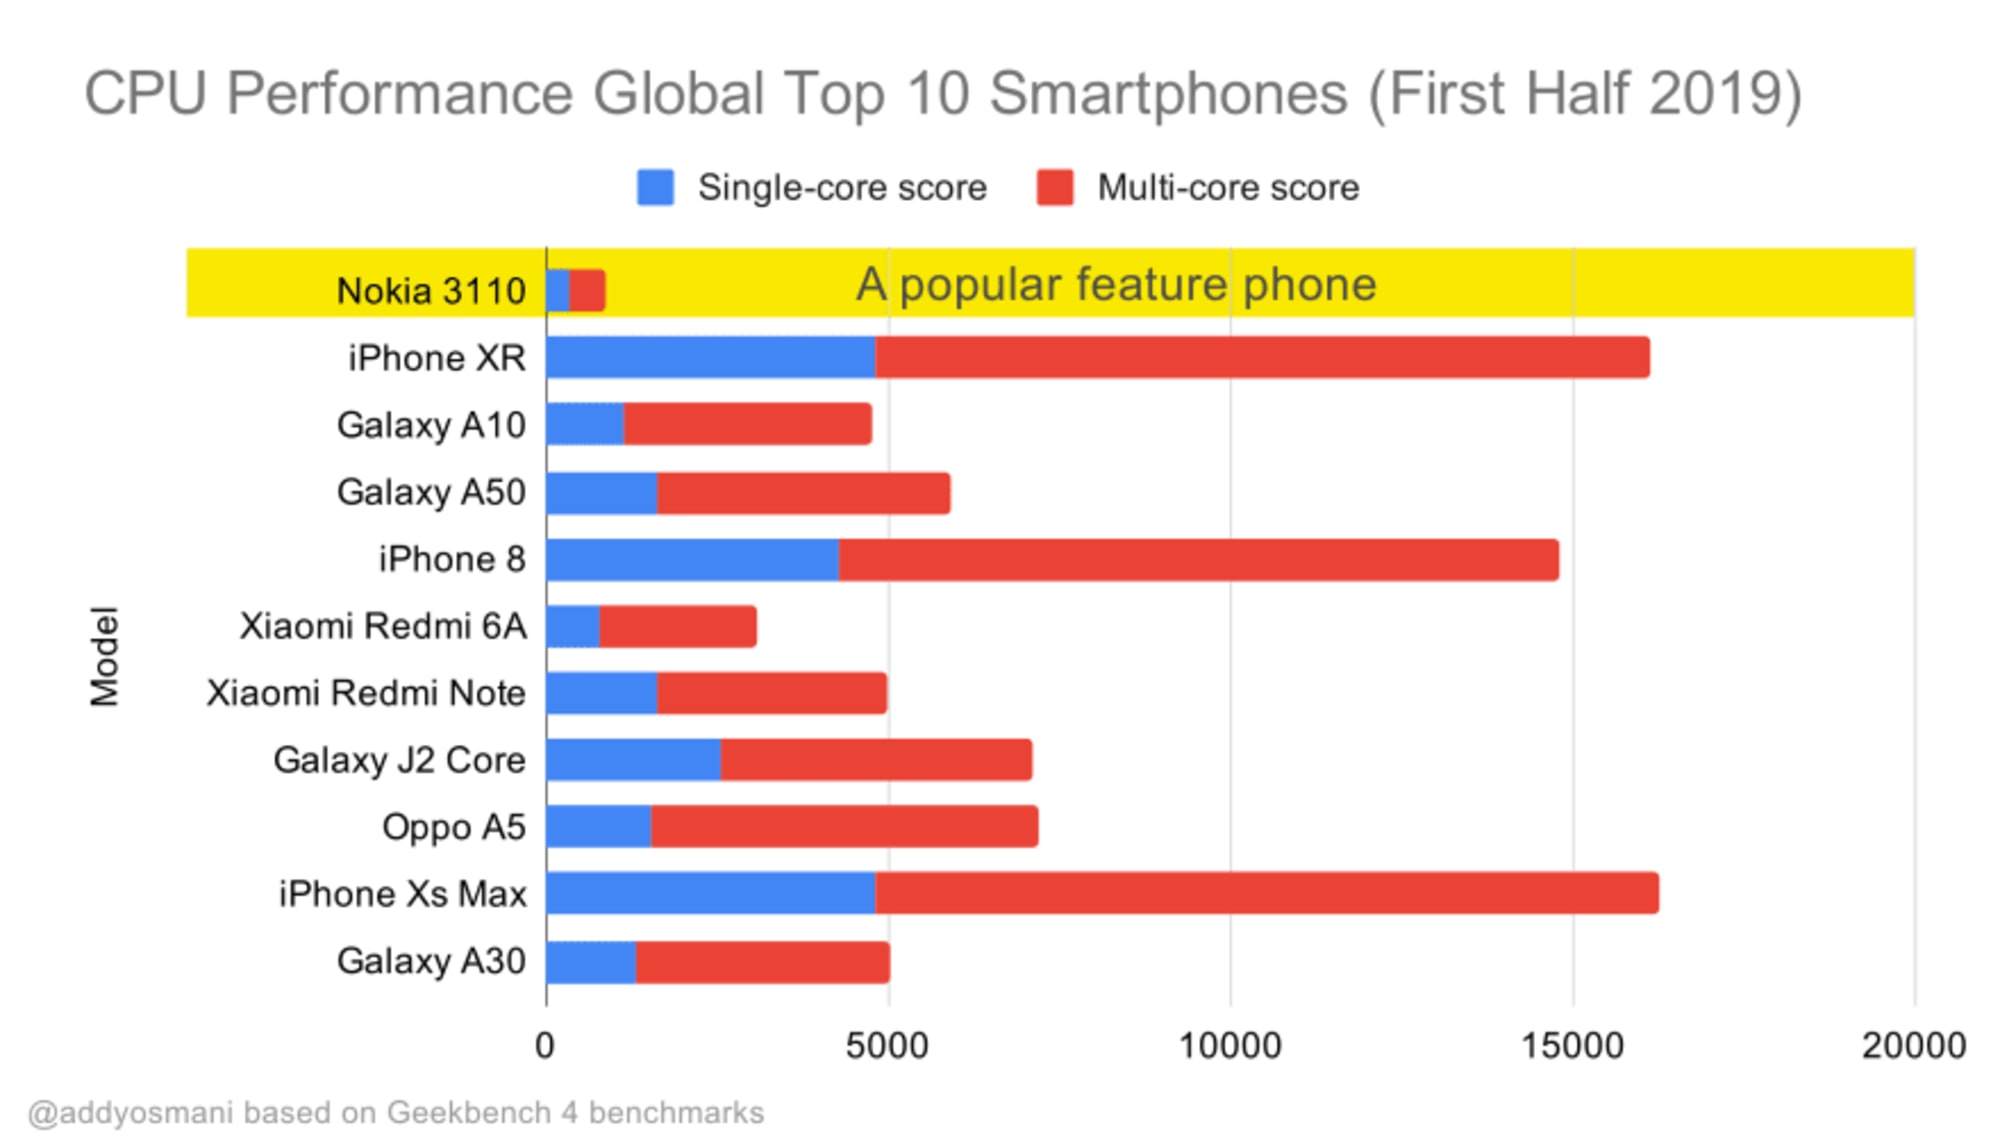 CPU Performance Global Top 10 Smartphones (First Half 2019)
Single-core score
Multi-core score
Nokia 3110
A popular feature phone
iPhone XR
Galaxy A10
Galaxy A50
iPhone 8
Xiaomi Redmi 6A
Xiaomi Redmi Note
Galaxy J2 Core
Oppo A5
iPhone Xs Max
Galaxy A30
Model
0
5000
10000
15000
20000
@addyosmani based on Geekbench 4 benchmarks